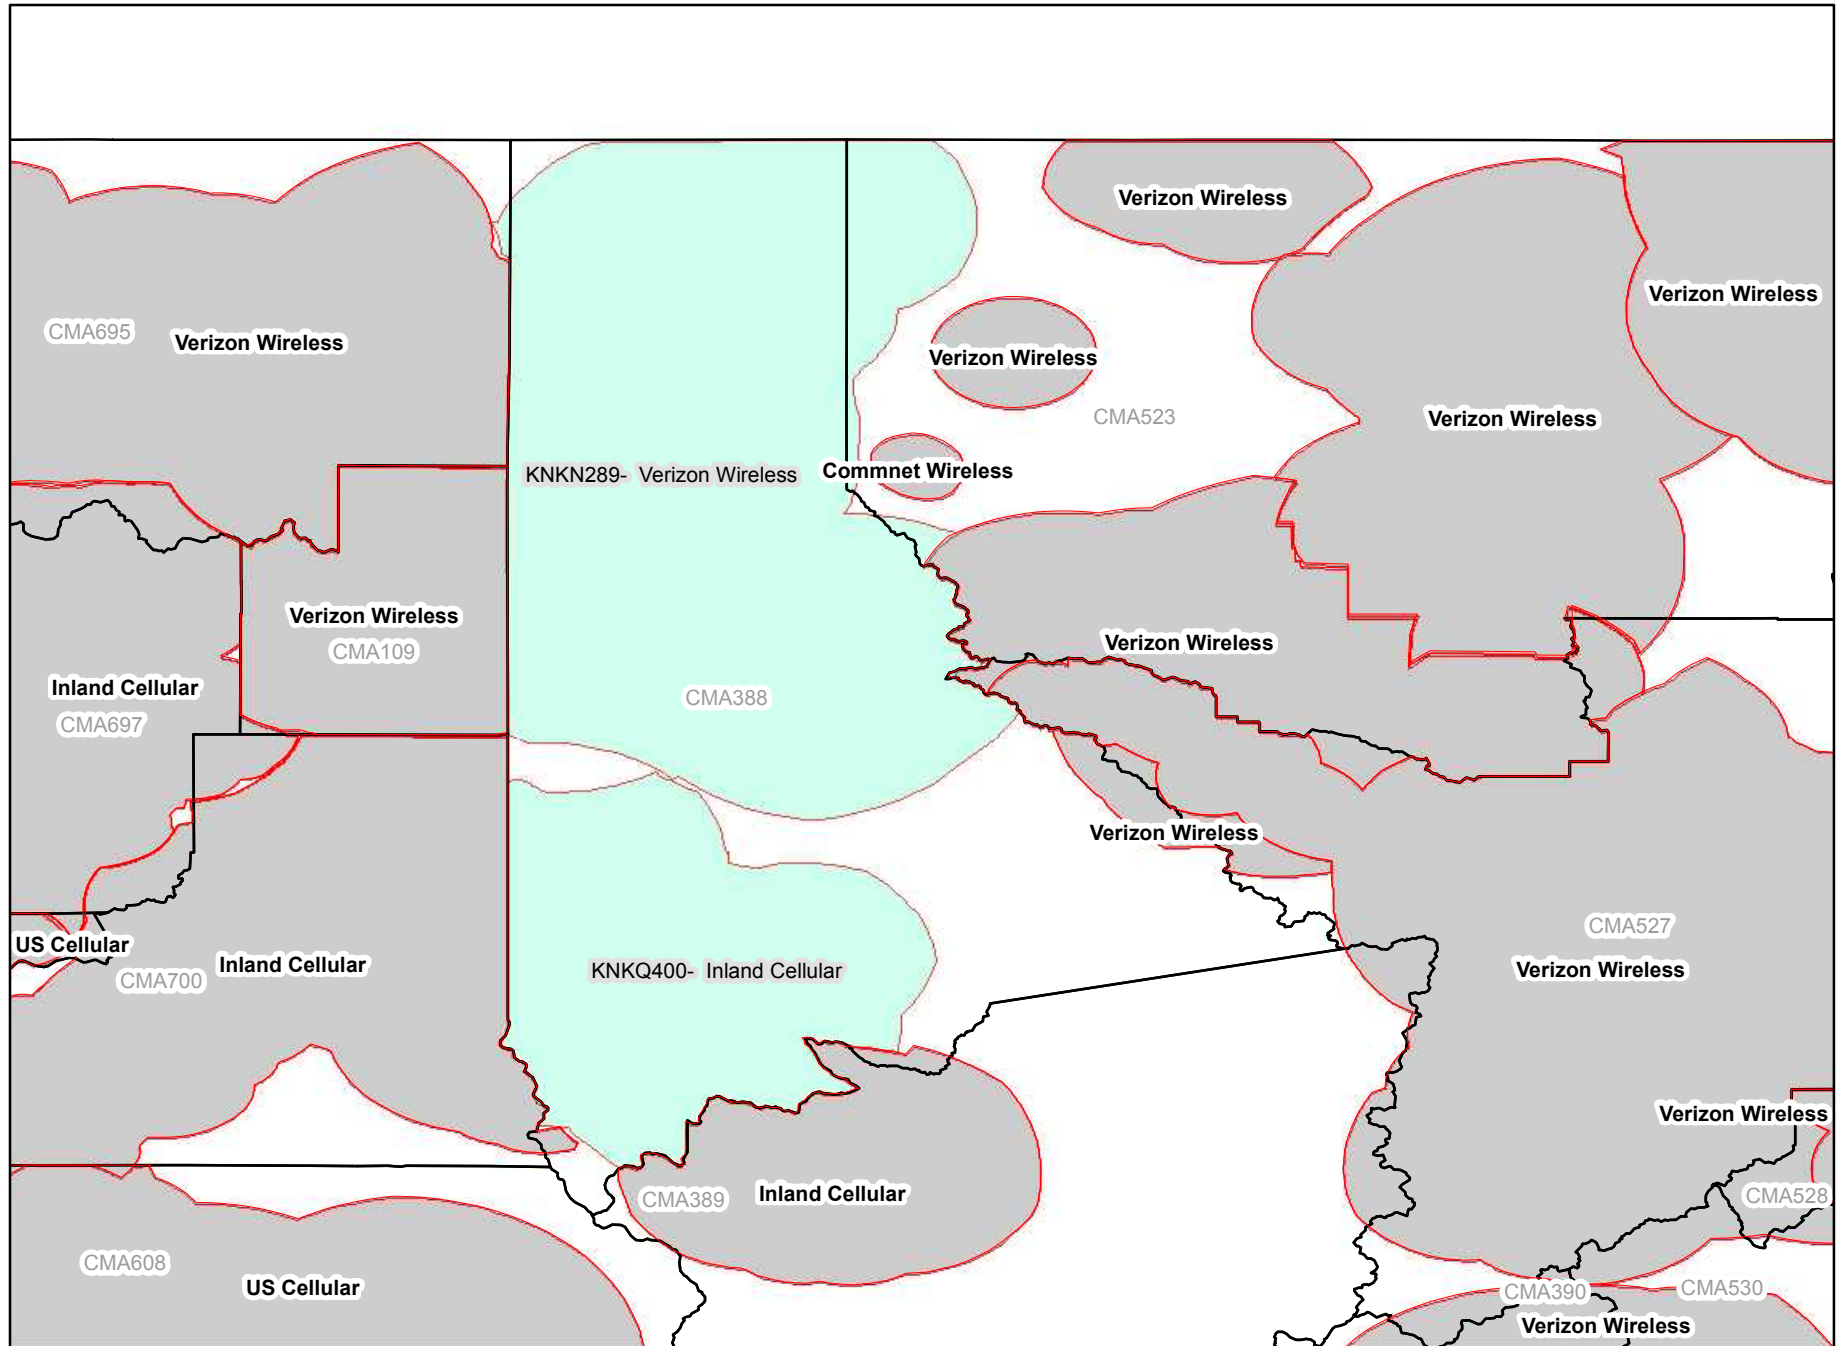 Verizon Wireless
Verizon Wireless
CMA695
Verizon Wireless
Verizon Wireless
CMA523
Verizon Wireless
KNKN289- Verizon Wireless
Commnet Wireless
Verizon Wireless
CMA109
Verizon Wireless
Inland Cellular
CMA697
CMA388
Verizon Wireless
CMA527
US Cellular
Inland Cellular
CMA700
KNKQ400- Inland Cellular
Verizon Wireless
Verizon Wireless
CMA389
Inland Cellular
CMA528
CMA608
US Cellular
CMA390
CMA530
Verizon Wireless